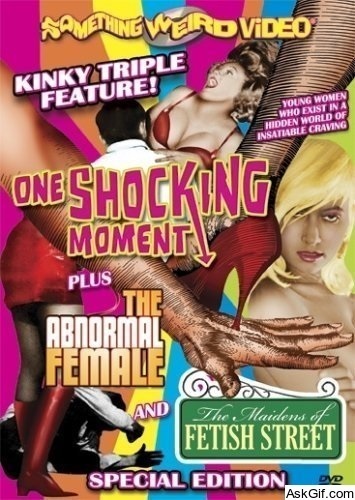 SOMETHING WEIRD VIDEO
KINKY TRIPLE
FEATURE!
YOUNG WOMEN
WHO EXIST IN A
HIDDEN WORLD OF
INSATIABLE CRAVING
ONE SHOCKING
MOMENT
PLUS
THE
ABNORMAL
FEMALE
AND
The Maidens of
FETISH STREET
SPECIAL EDITION
DVD
AskGif.com